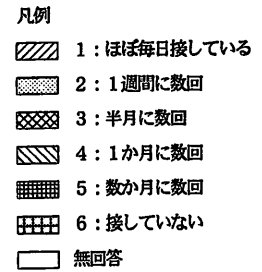 凡例
1：ほぼ毎日接している
2：1週間に数回
3：半月に数回
4：1か月に数回
5：数か月に数回
6：接していない
無回答